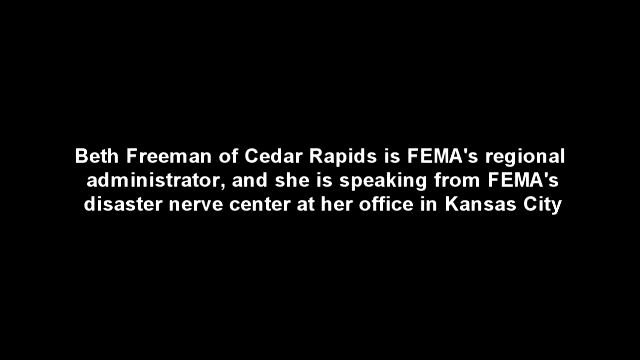 Beth Freeman of Cedar Rapids is FEMA's regional
administrator, and she is speaking from FEMA's
disaster nerve center at her office in Kansas City